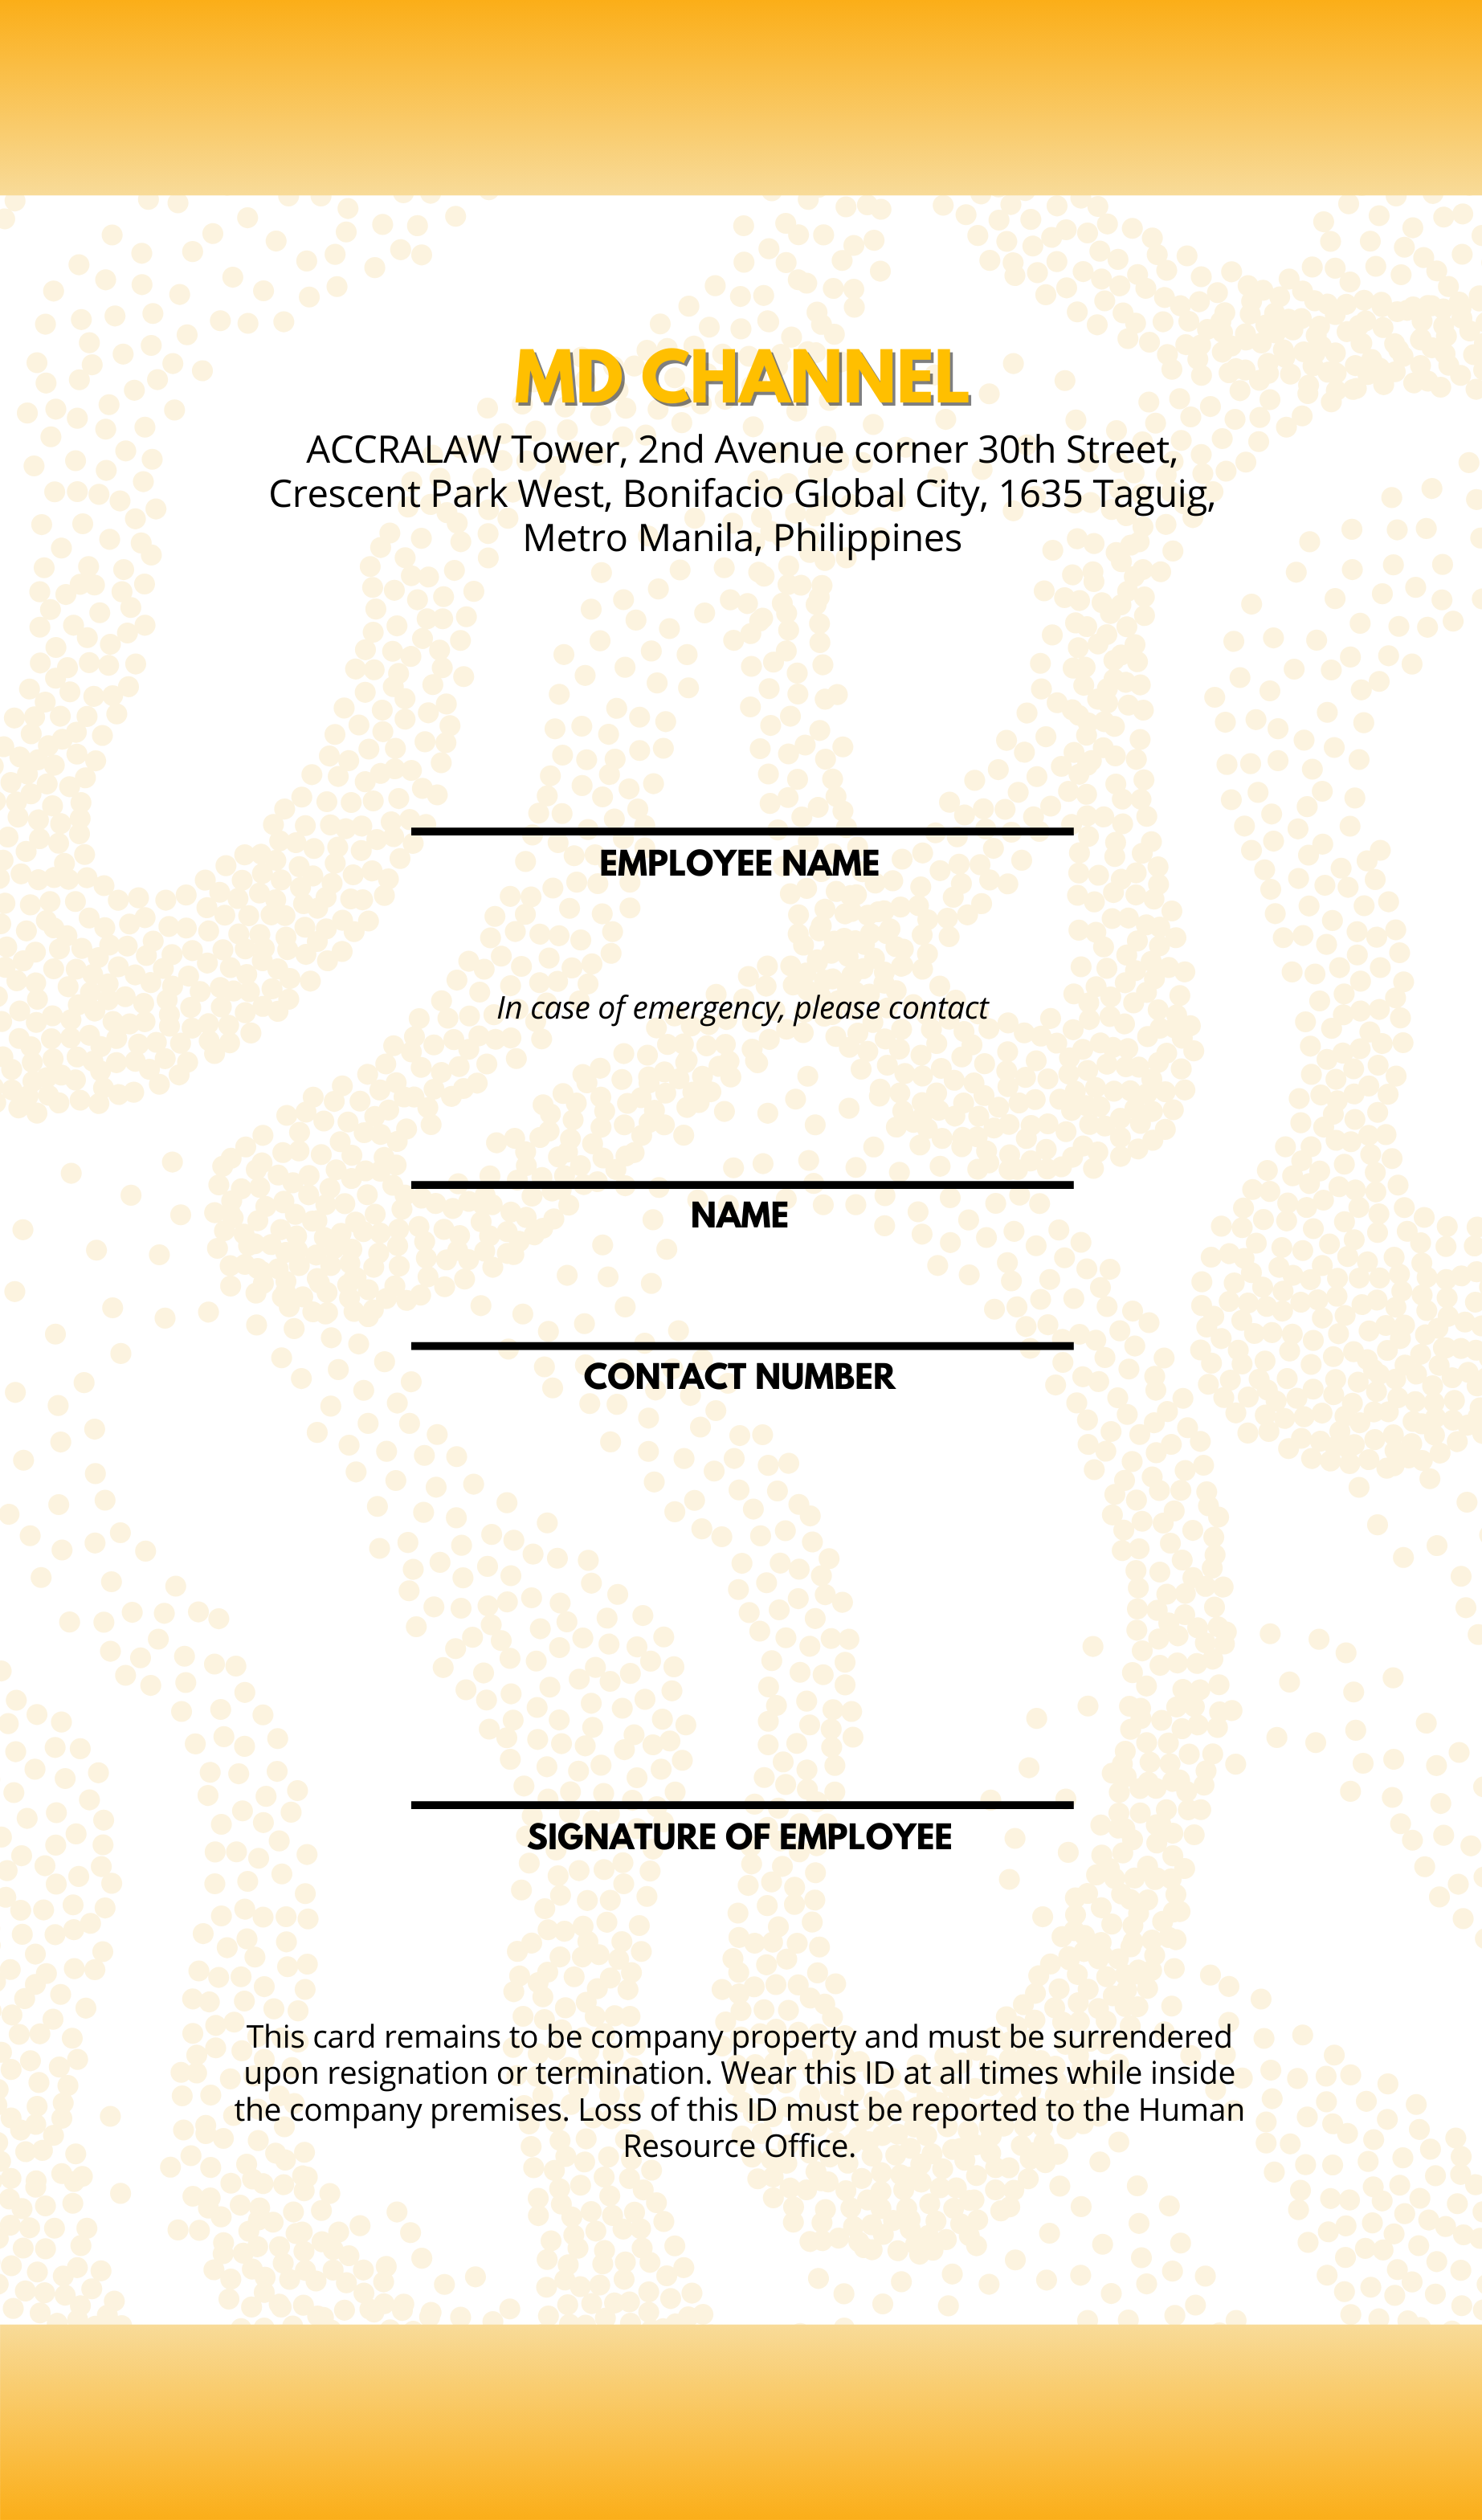 MD CHANNEL
ACCRALAW Tower, 2nd Avenue corner 30th Street,
Crescent Park West, Bonifacio Global City, 1635 Taguig,
Metro Manila, Philippines
EMPLOYEE NAME
In case of emergency, please contact
NAME
CONTACT NUMBER
SIGNATURE OF EMPLOYEE
This card remains to be company property and must be surrendered
upon resignation or termination. Wear this ID at all times while inside
the company premises. Loss of this ID must be reported to the Human
Resource Office.